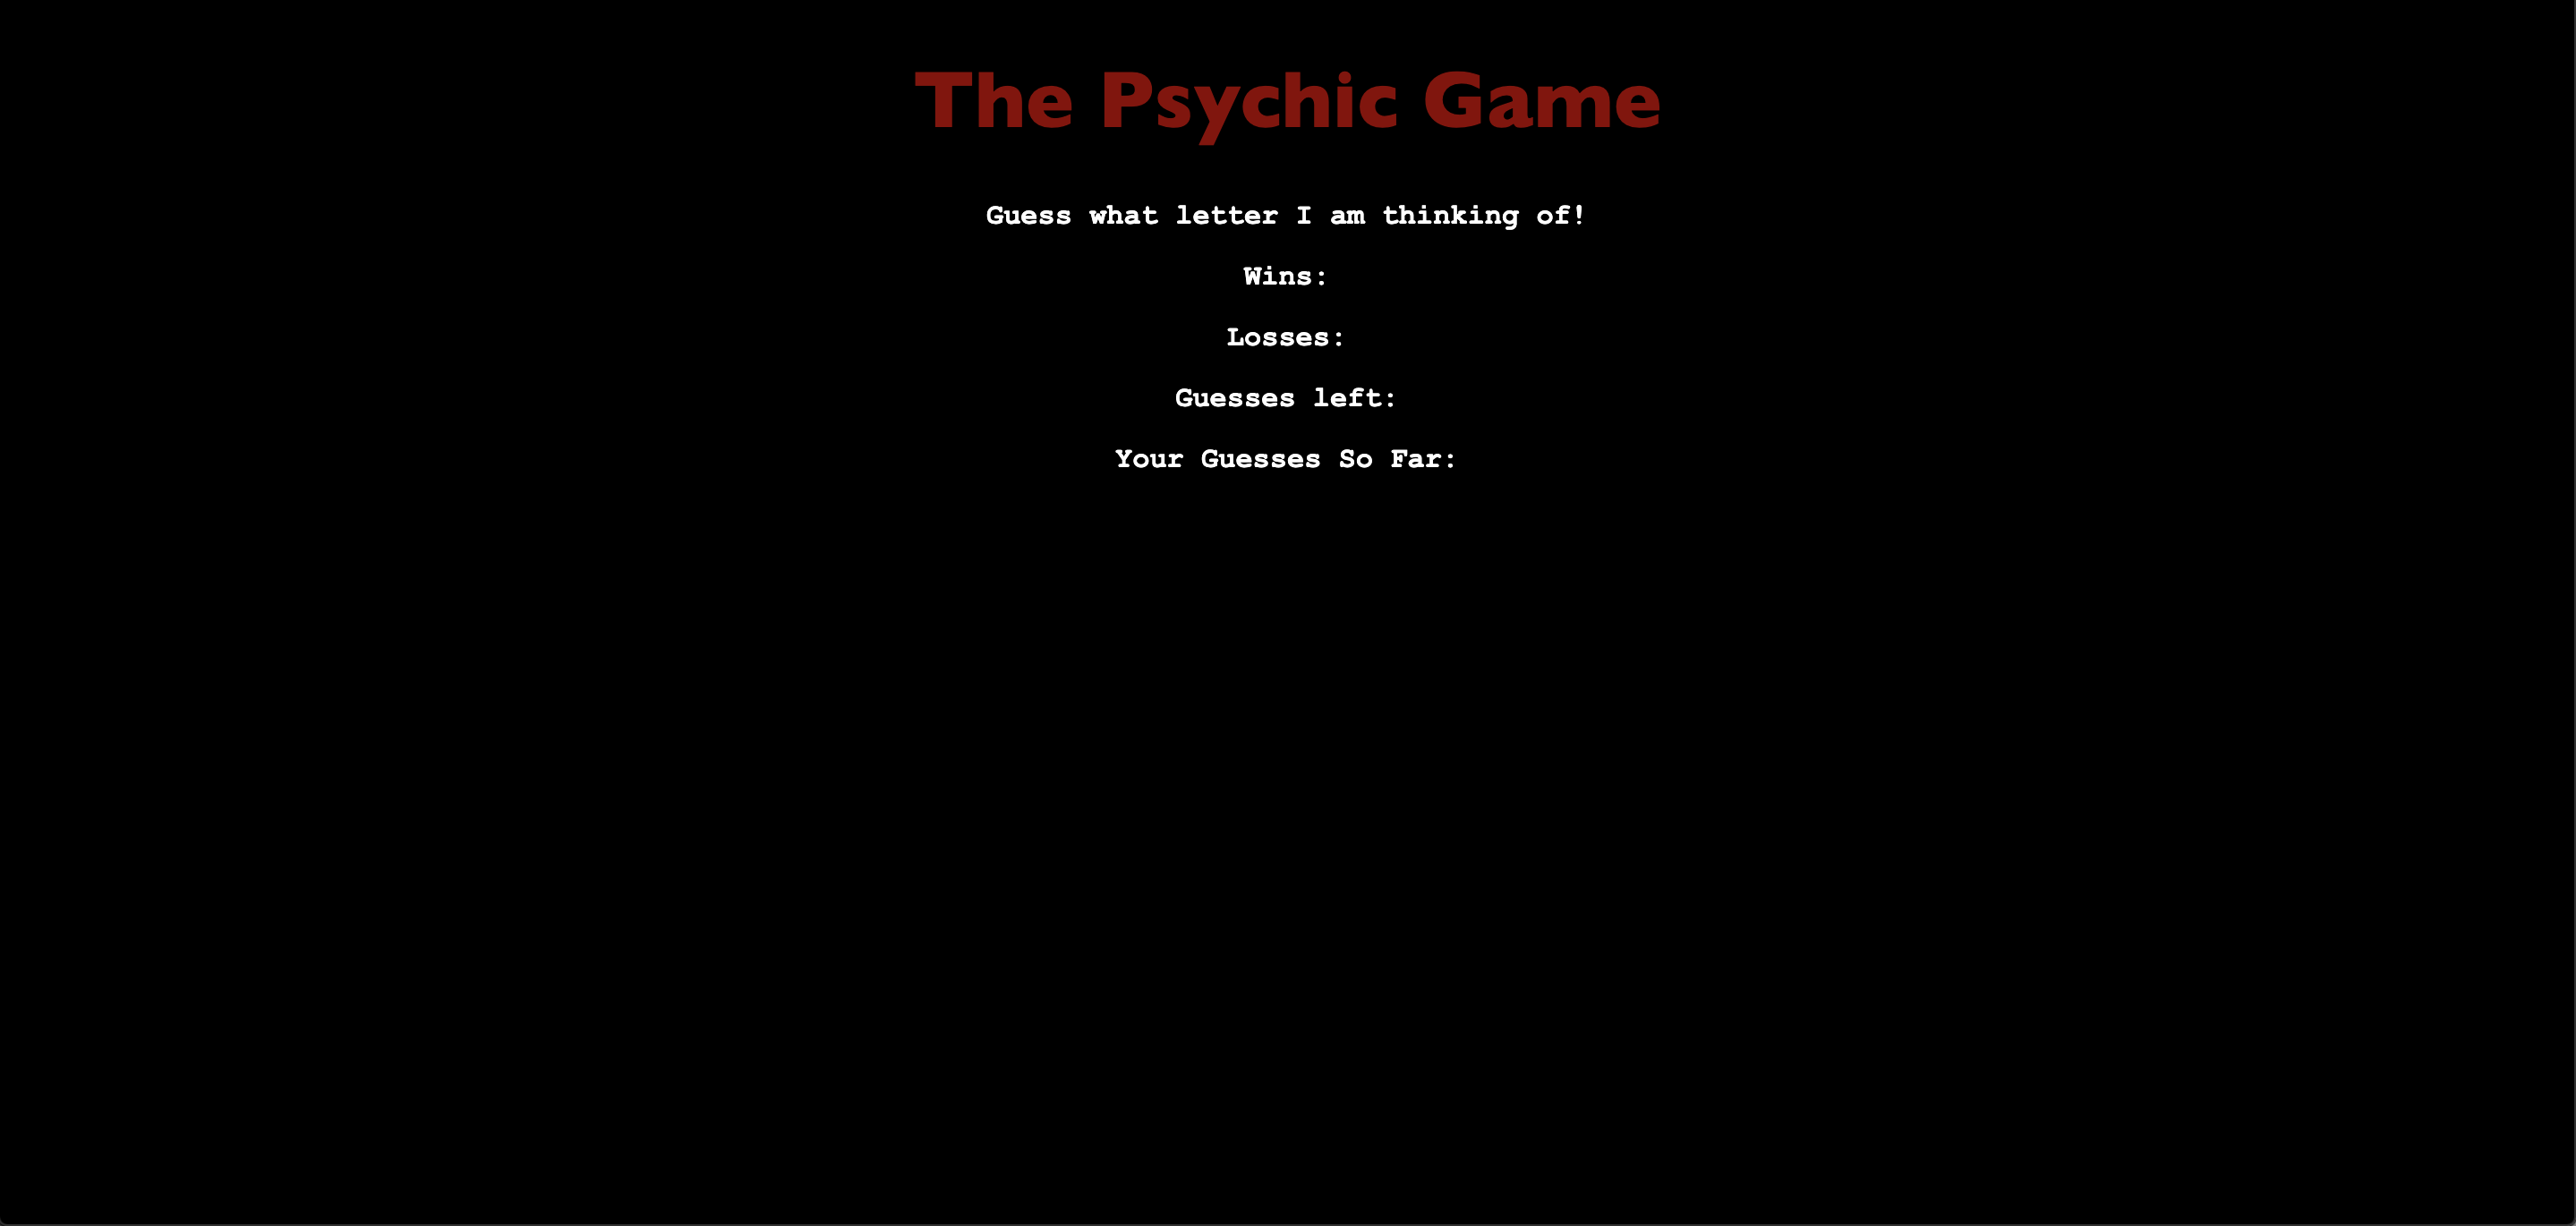 The Psychic Game
Guess what letter I am thinking of!
Wins:
Losses:
Guesses left:
Your Guesses So Far: